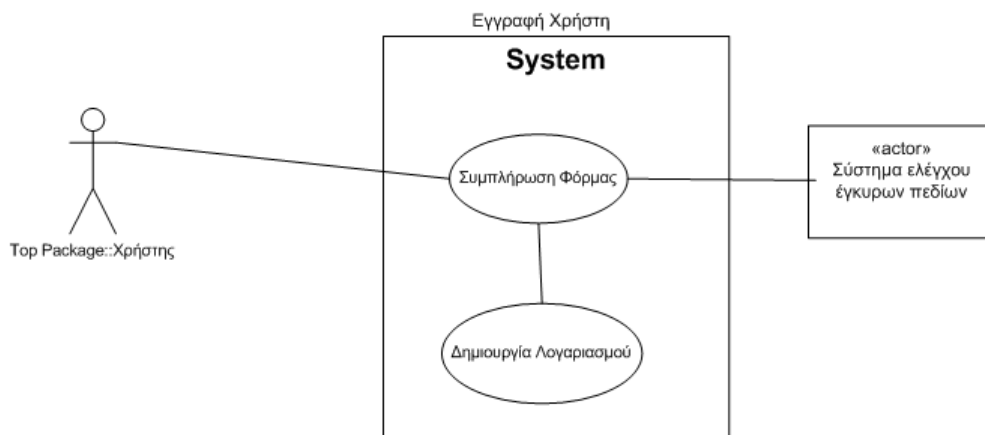 Εγγραφή Χρήστη
System
Συμπλήρωση Φόρμας
«actor»
Σύστημα ελέγχου
έγκυρων πεδίων
Top Package::Χρήστης
Δημιουργία Λογαριασμού